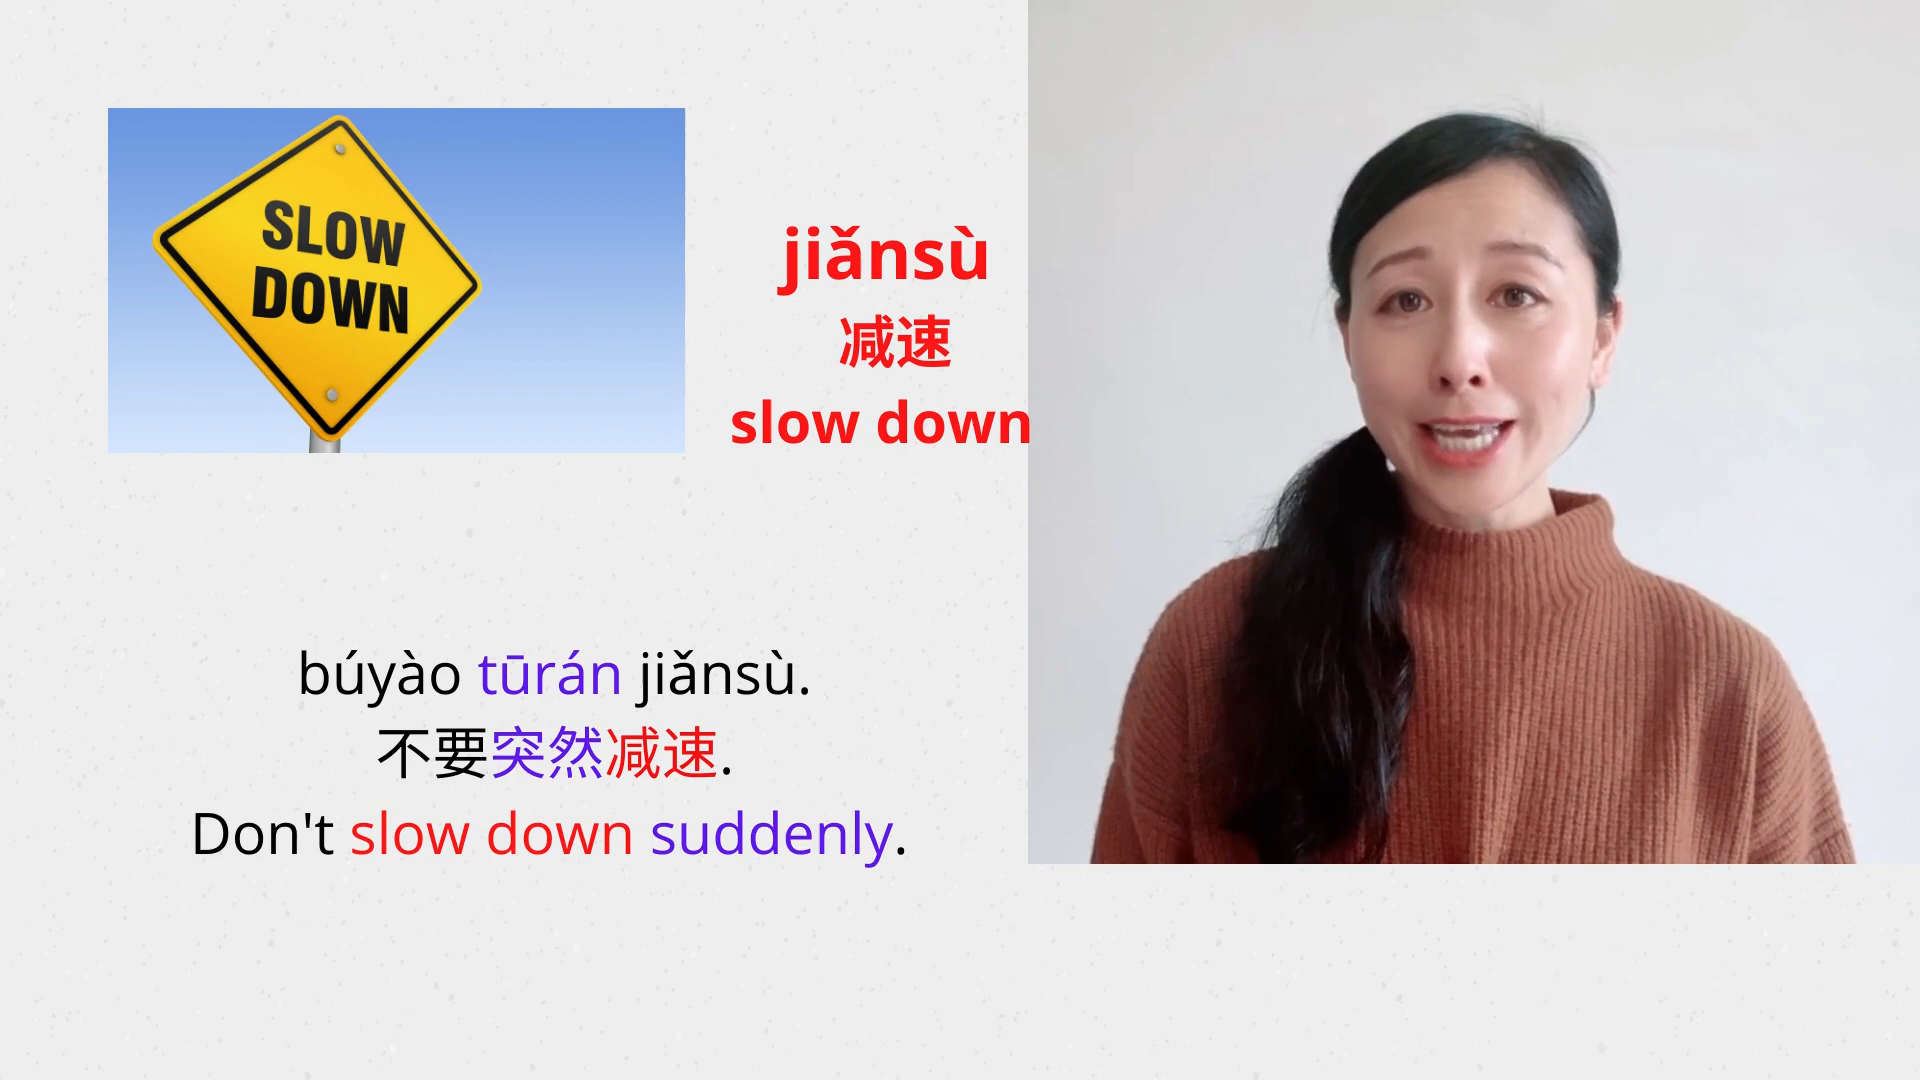 SLOW
DOWN
jiǎnsù
减速
slow down
búyào tūrán jiǎnsù.
不要突然减速.
Don't slow down suddenly.